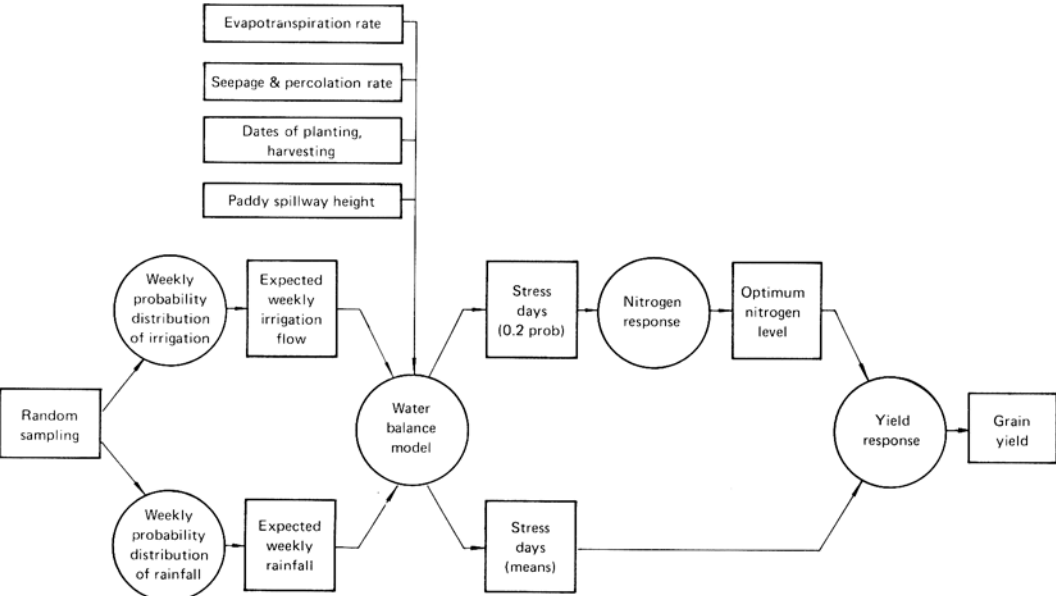 Evapotranspiration rate
Seepage & percolation rate
Dates of planting,
harvesting
Paddy spillway height
Weekly
probability
distribution
of irrigation
Expected
weekly
irrigation
flow
Stress
days
(0.2 prob)
Nitrogen
response
Optimum
nitrogen
level
Random
sampling
Water
balance
model
Yield
response
Grain
yield
Weekly
probability
distribution
of rainfall
Expected
weekly
rainfall
Stress
days
(means)